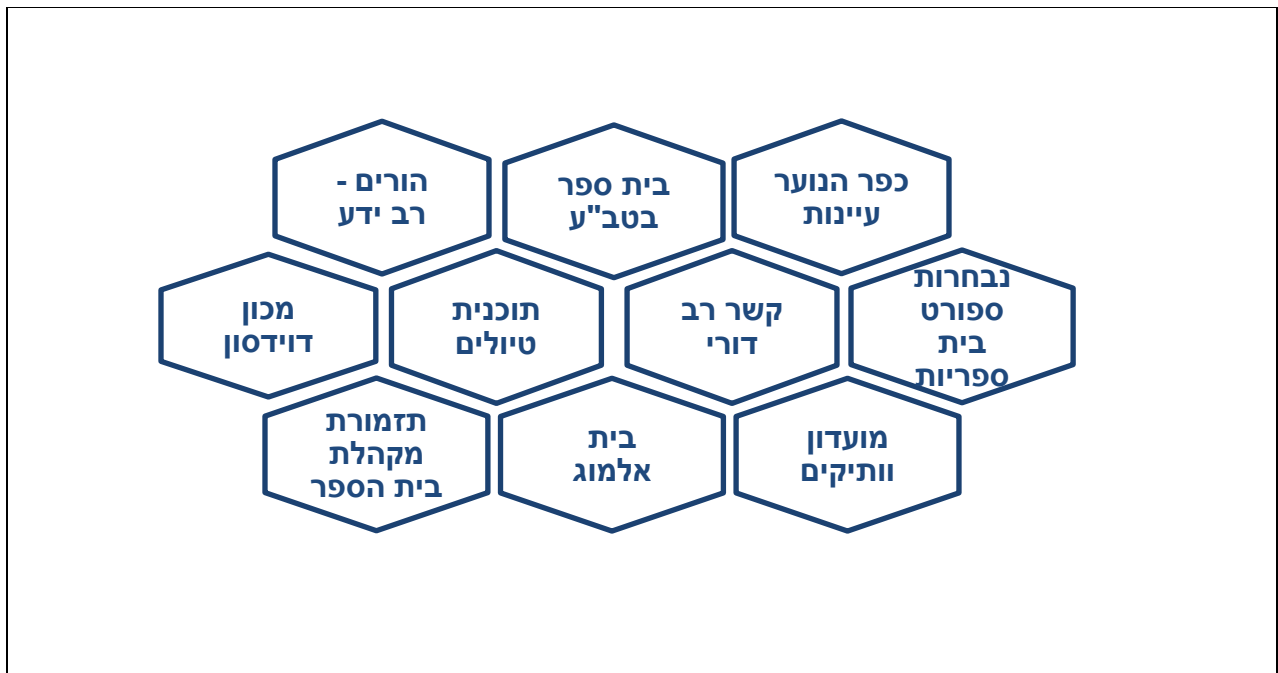 כפר הנוער
עיינות
בית ספר
בטב"ע
הורים -
רב ידע
נבחרות
ספורט
בית
ספריות
קשר רב
דורי
תוכנית
טיולים
מכון
דוידסון
מועדון
וותיקים
בית
אלמוג
תזמורת
מקהלת
בית הספר